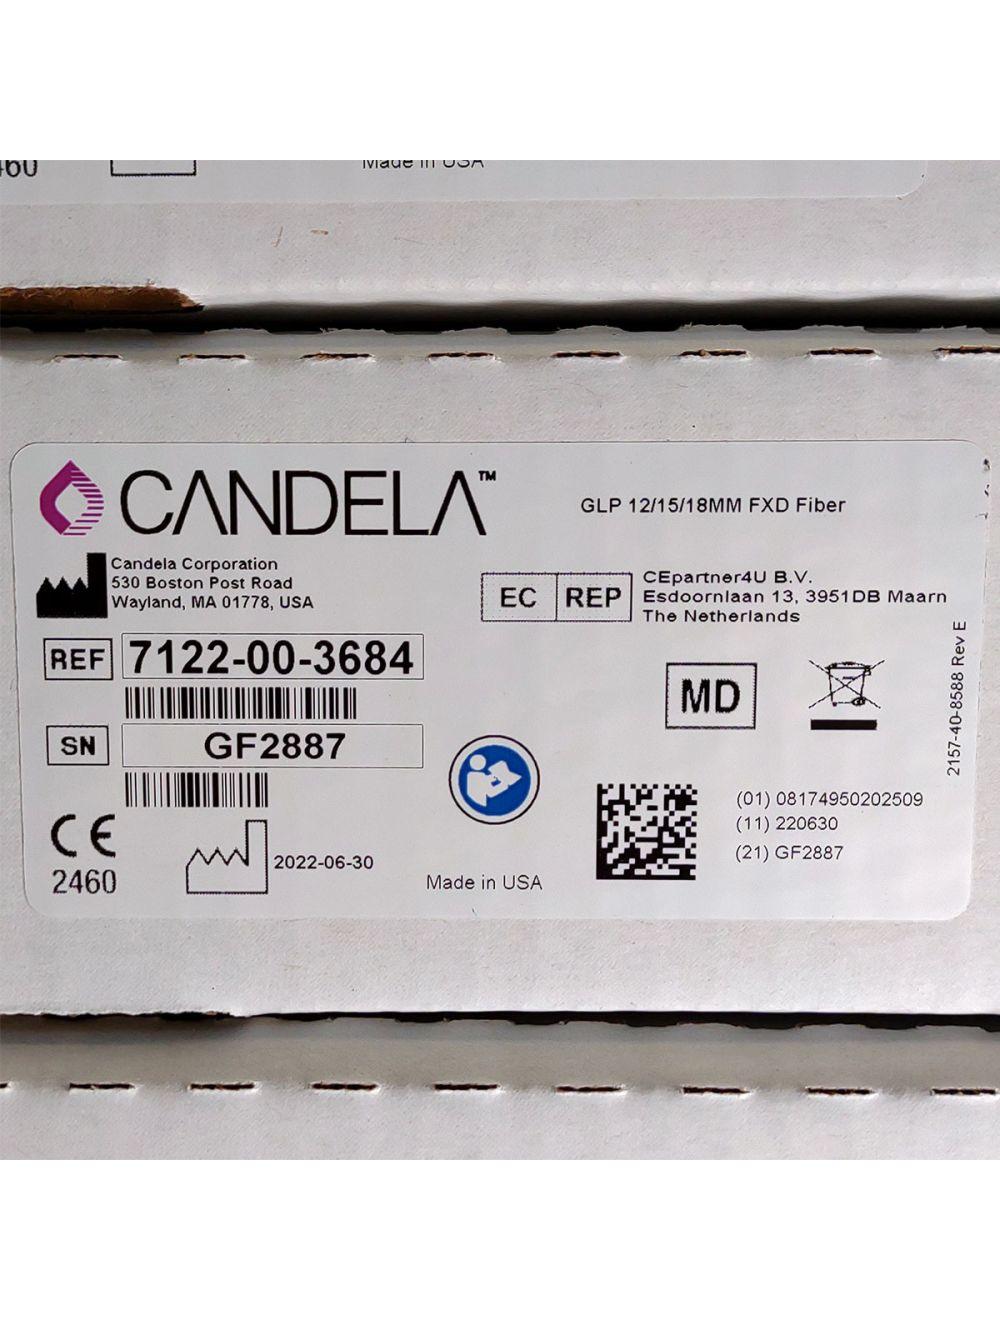 Made in USA
CANDELA™
GLP 12/15/18MM FXD Fiber
Candela Corporation
530 Boston Post Road
Wayland, MA 01778, USA
EC REP
CEpartner4U B.V.
Esdoornlaan 13, 3951DB Maarn
The Netherlands
REF 7122-00-3684
SN GF2887
MD
2157-40-8588 Rev E
CE
2460
2022-06-30
Made in USA
(01) 08174950202509
(11) 220630
(21) GF2887